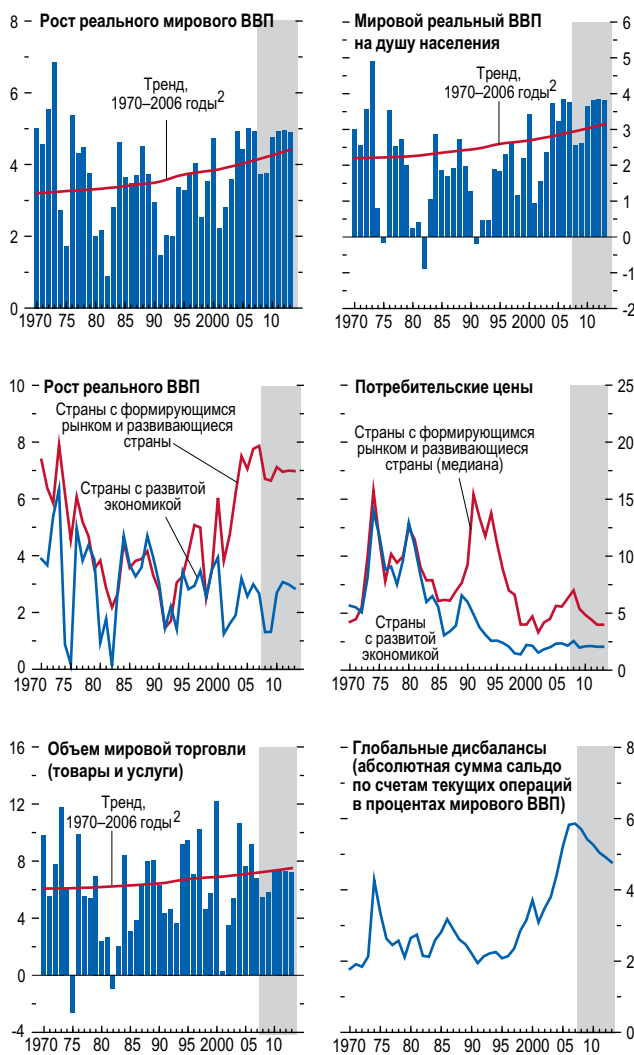 Рост реального мирового ВВП
Тренд,
1970–2006 годы2
8
6
4
2
0
1970 75 80 85 90 95 2000 05 10
Мировой реальный ВВП
на душу населения
Тренд,
1970–2006 годы2
6
5
4
3
2
1
0
-1
-2
1970 75 80 85 90 95 2000 05 10
Рост реального ВВП
Страны с формирующимся
рынком и развивающиеся
страны
Страны с развитой
экономикой
10
8
6
4
2
0
1970 75 80 85 90 95 2000 05 10
Потребительские цены
Страны с формирующимся
рынком и развивающиеся
страны (медиана)
Страны
с развитой
экономикой
25
20
15
10
5
0
1970 75 80 85 90 95 2000 05 10
Объем мировой торговли
(товары и услуги)
Тренд,
1970–2006 годы2
16
12
8
4
0
-4
1970 75 80 85 90 95 2000 05 10
Глобальные дисбалансы
(абсолютная сумма сальдо
по счетам текущих операций
в процентах мирового ВВП)
8
6
4
2
0
1970 75 80 85 90 95 2000 05 10